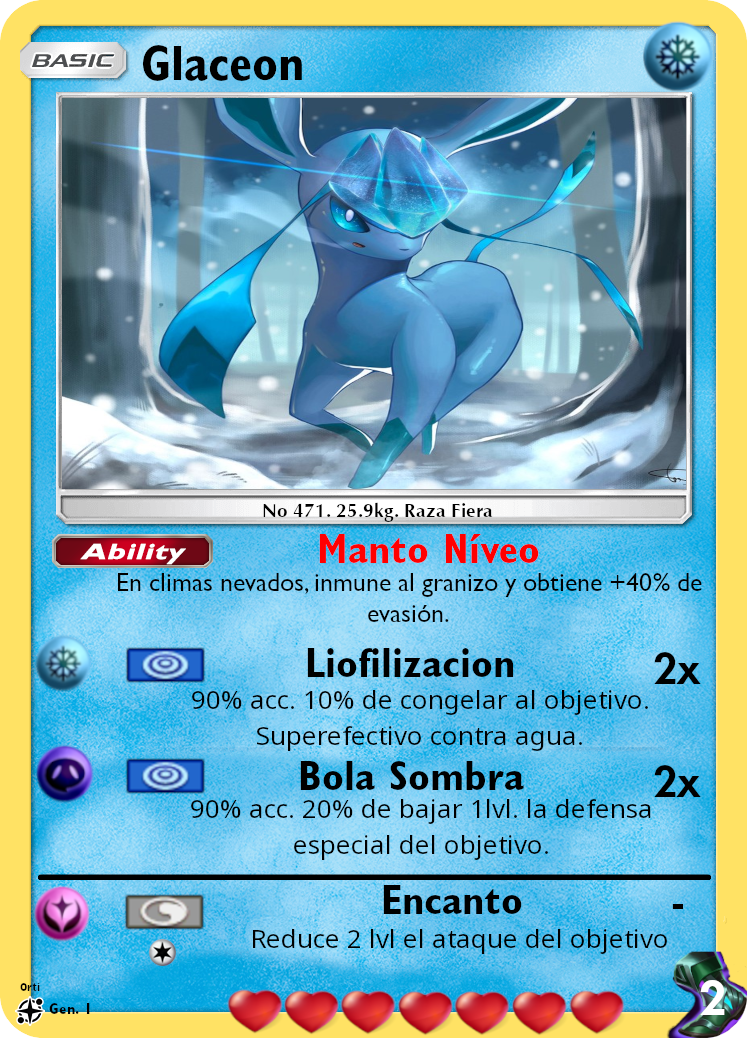 BASIC
Glaceon
No 471. 25.9kg. Raza Fiera
Ability
Manto Níveo
En climas nevados, inmune al granizo y obtiene +40% de
evasión.
Liofilizacion
2x
90% acc. 10% de congelar al objetivo.
Superefectivo contra agua.
Bola Sombra
2x
90% acc. 20% de bajar 1lvl. la defensa
especial del objetivo.
Encanto
-
Reduce 2 lvl el ataque del objetivo
Orti
Gen. I
2